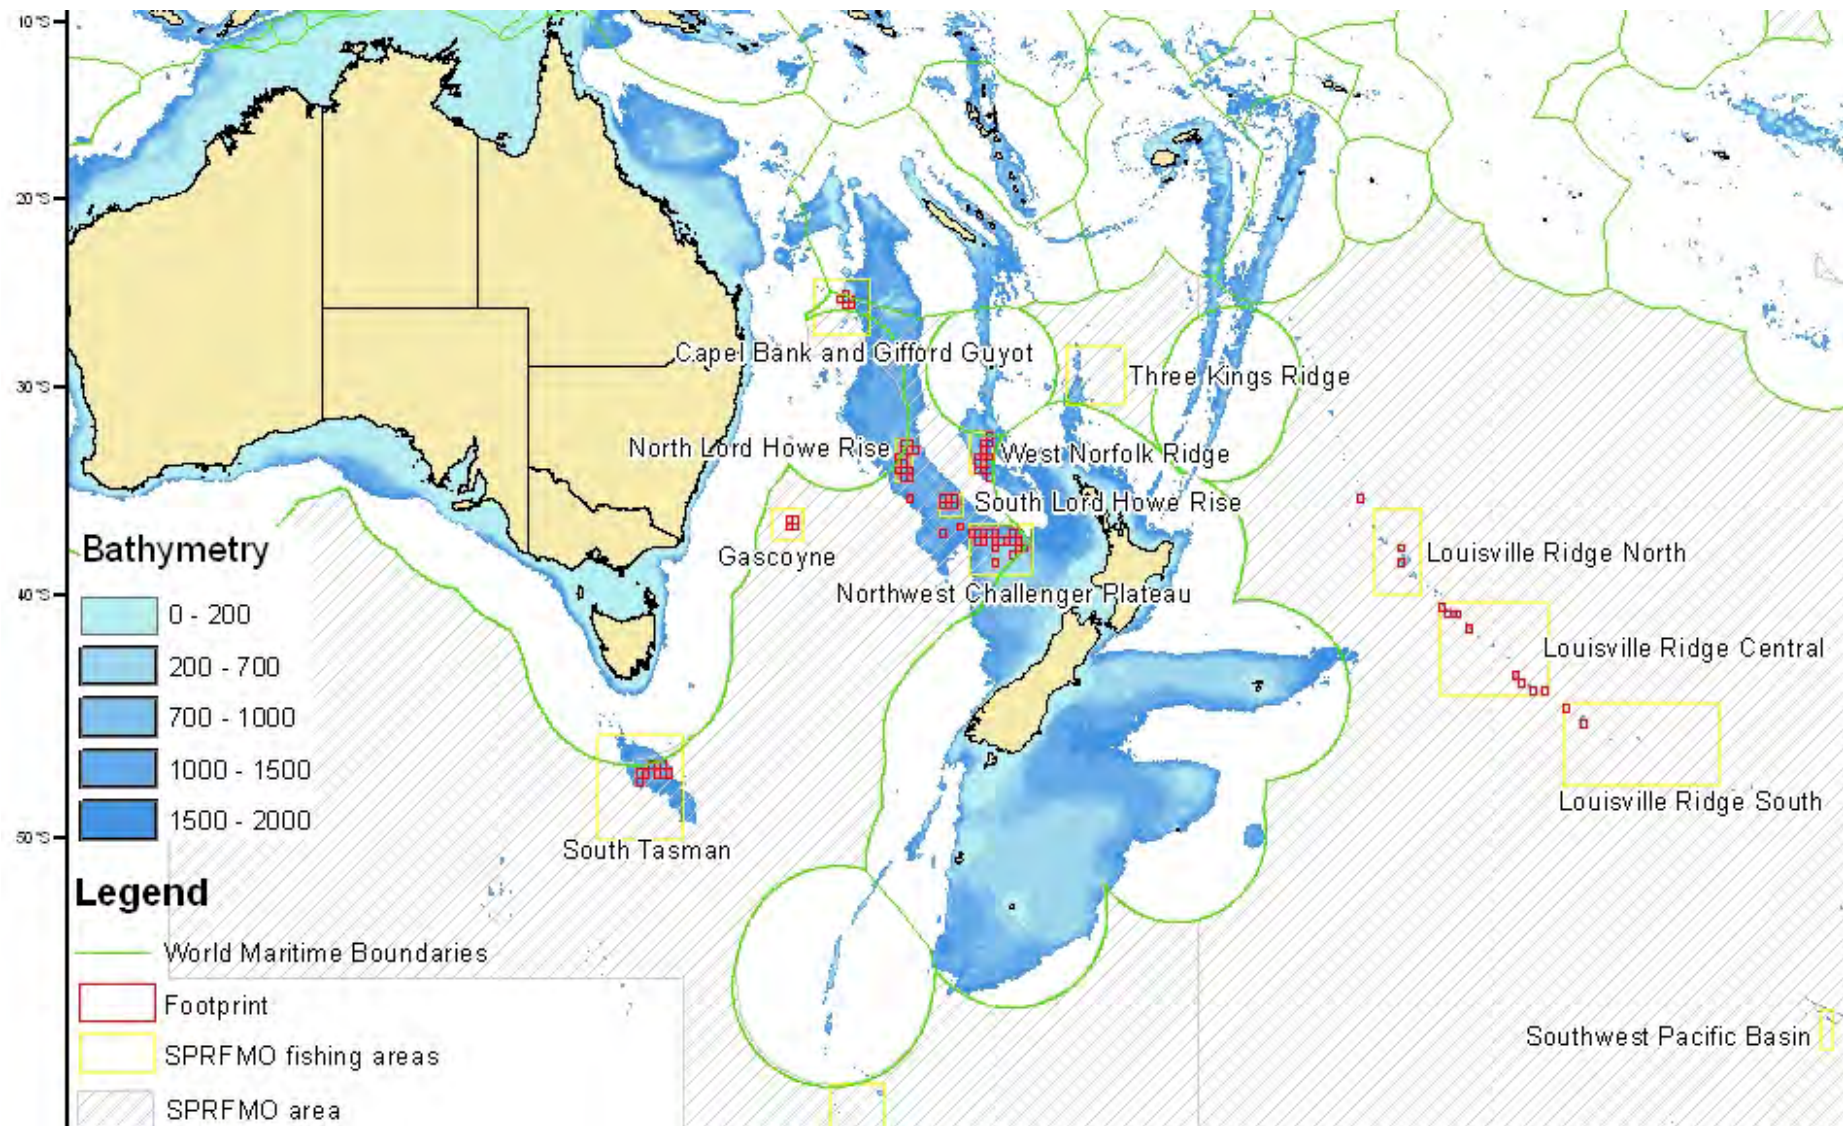 10°S
20°S
Capel Bank and Gifford Guyot
Three Kings Ridge
30°S
North Lord Howe Rise
West Norfolk Ridge
South Lord Howe Rise
Gascoyne
Louisville Ridge North
Northwest Challenger Plateau
40°S
Louisville Ridge Central
Louisville Ridge South
South Tasman
50°S
Southwest Pacific Basin
Bathymetry
0 - 200
200 - 700
700 - 1000
1000 - 1500
1500 - 2000
Legend
World Maritime Boundaries
Footprint
SPRFMO fishing areas
SPRFMO area